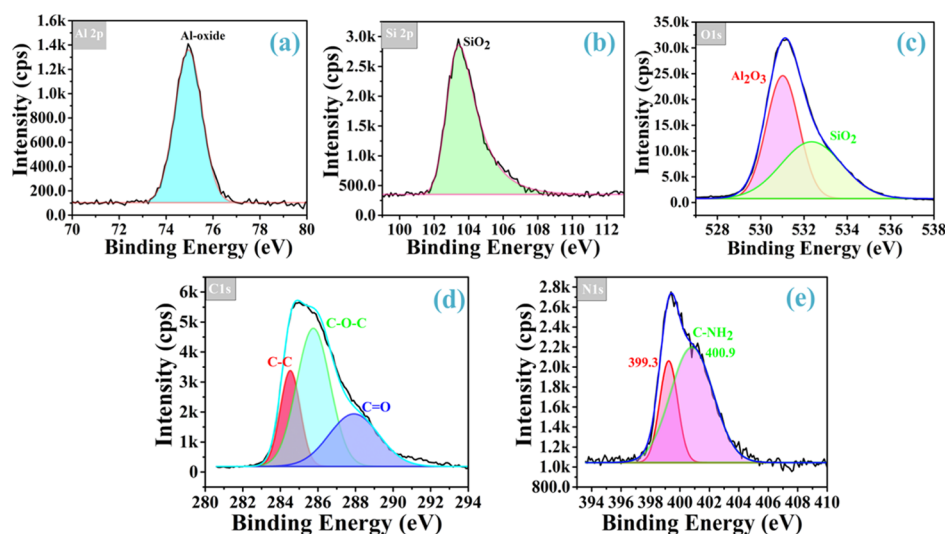 Al 2p
Al-oxide
(a)
Intensity (cps)
1.6k
1.4k
1.2k
1.0k
800.0
600.0
400.0
200.0
0.0
70 72 74 76 78 80
Binding Energy (eV)
Si 2p
SiO2
(b)
Intensity (cps)
3.0k
2.5k
2.0k
1.5k
1.0k
500.0
0.0
100 102 104 106 108 110 112
Binding Energy (eV)
O1s
Al2O3
SiO2
(c)
Intensity (cps)
35.0k
30.0k
25.0k
20.0k
15.0k
10.0k
5.0k
0.0
528 530 532 534 536 538
Binding Energy (eV)
C1s
C-C
C-O-C
C=O
(d)
Intensity (cps)
6k
5k
4k
3k
2k
1k
0
280 282 284 286 288 290 292 294
Binding Energy (eV)
N1s
C-NH2
399.3
400.9
(e)
Intensity (cps)
2.8k
2.6k
2.4k
2.2k
2.0k
1.8k
1.6k
1.4k
1.2k
1.0k
800.0
394 396 398 400 402 404 406 408 410
Binding Energy (eV)